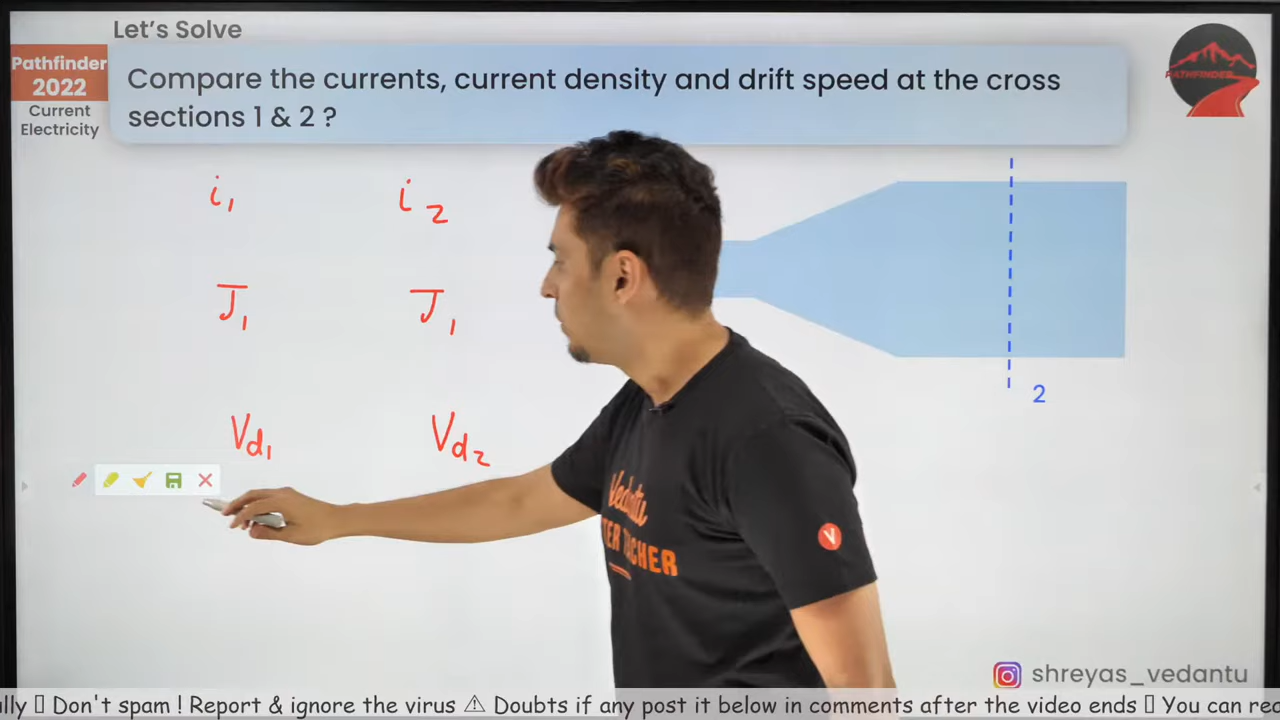 Let's Solve
Pathfinder
2022
Current
Electricity
Compare the currents, current density and drift speed at the cross
sections 1 & 2 ?
PATHFINDER
i₁ i₂
J₁ J₁
Vd₁ Vd₂
2
Vedantu
TER TEACHER
V
shreyas_vedantu
lly Don't spam ! Report & ignore the virus ⚠ Doubts if any post it below in comments after the video ends You can rea